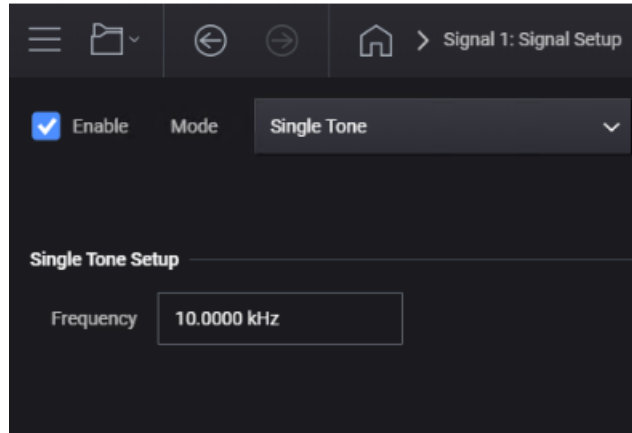 Signal 1: Signal Setup
Enable Mode Single Tone
Single Tone Setup
Frequency 10.0000 kHz